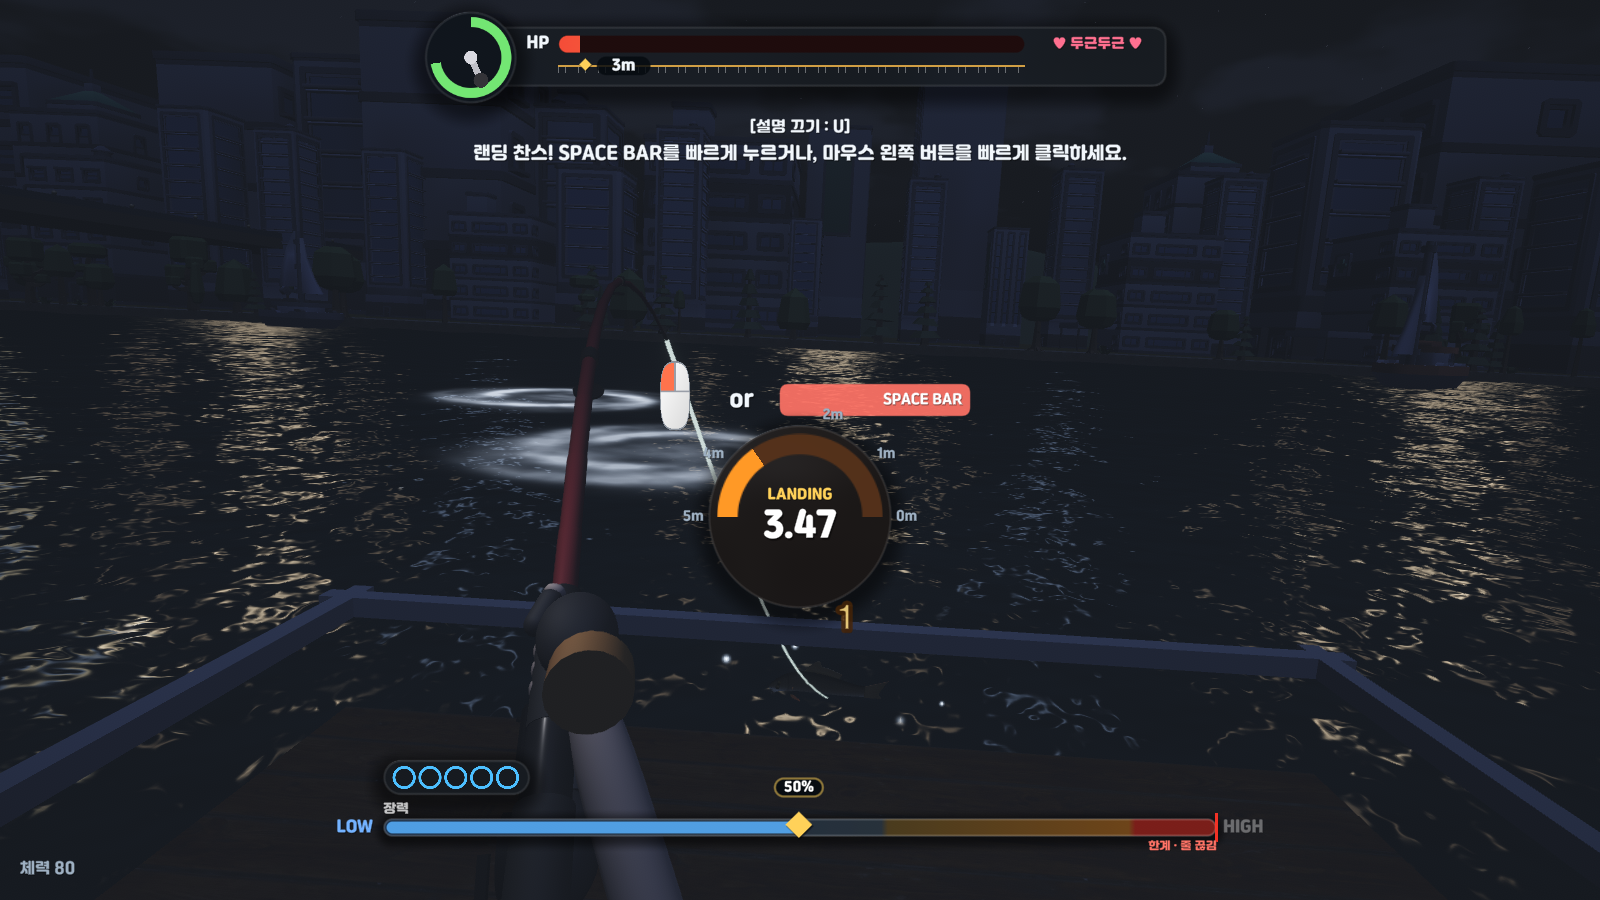 HP
♥ 두근두근 ♥
3m
[설명 끄기 : U]
랜딩 찬스! SPACE BAR를 빠르게 누르거나, 마우스 왼쪽 버튼을 빠르게 클릭하세요.
or
SPACE BAR
2m
4m
1m
LANDING
3.47
5m
0m
1
50%
장력
LOW
HIGH
한계 · 줄 끊김
체력 80